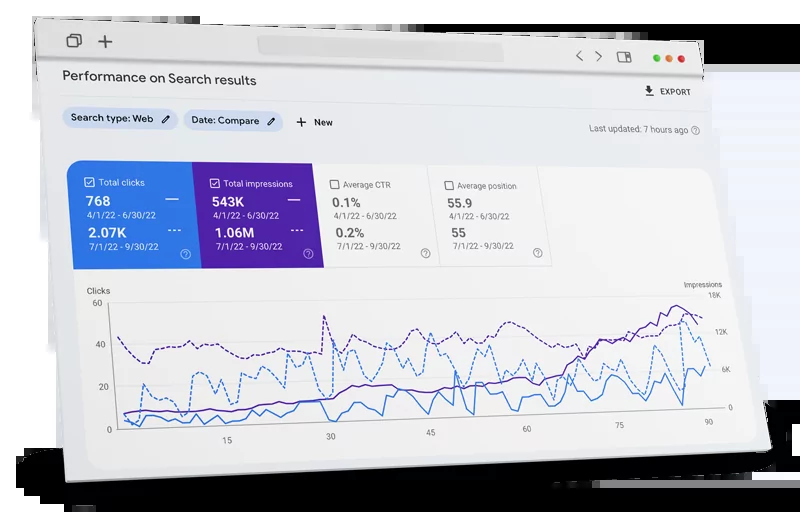 Performance on Search results
EXPORT
Search type: Web
Date: Compare
+ New
Last updated: 7 hours ago
Total clicks
768
4/1/22 - 6/30/22
2.07K
7/1/22 - 9/30/22
Total impressions
543K
4/1/22 - 6/30/22
1.06M
7/1/22 - 9/30/22
Average CTR
0.1%
4/1/22 - 6/30/22
0.2%
7/1/22 - 9/30/22
Average position
55.9
4/1/22 - 6/30/22
55
7/1/22 - 9/30/22
Clicks
Impressions
60
40
20
0
18K
12K
6K
0
15
30
45
60
75
90